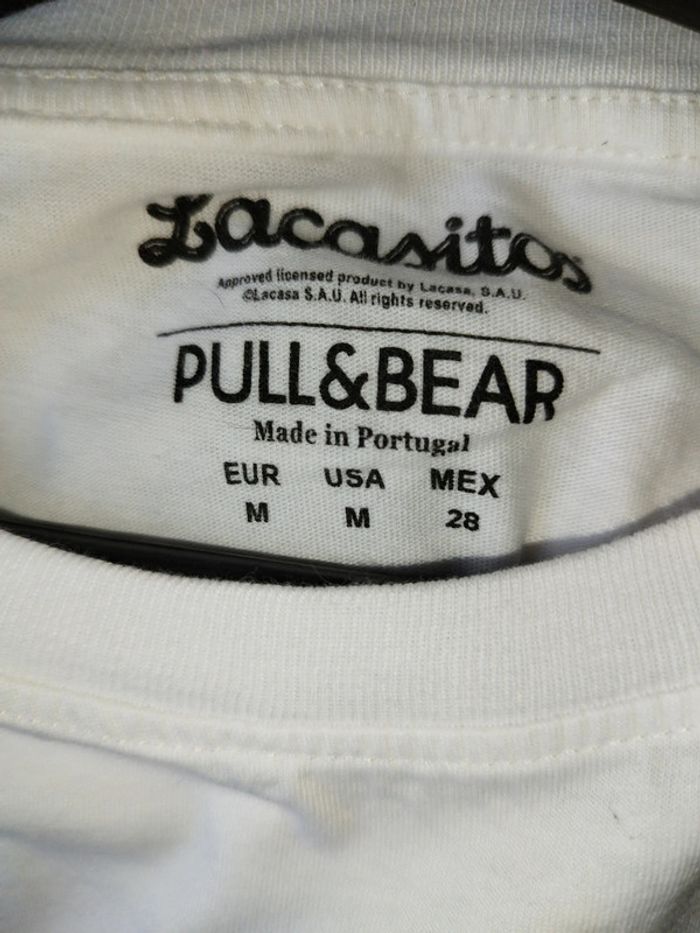 Lacasitos
Approved licensed product by Lacasa, S.A.U.
©Lacasa S.A.U. All rights reserved.
PULL&BEAR
Made in Portugal
EUR USA MEX
M M 28